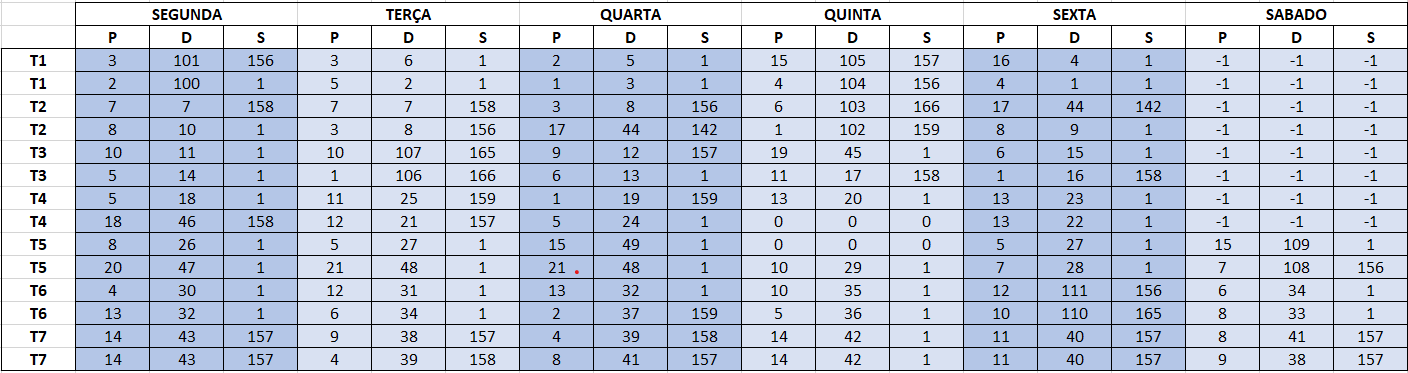 SEGUNDA TERÇA QUARTA QUINTA SEXTA SABADO
P D S P D S P D S P D S P D S P D S
T1 3 101 156 3 6 1 2 5 1 15 105 157 16 4 1 -1 -1 -1
T1 2 100 1 5 2 1 1 3 1 4 104 156 4 1 1 -1 -1 -1
T2 7 7 158 7 7 158 3 8 156 6 103 166 17 44 142 -1 -1 -1
T2 8 10 1 3 8 156 17 44 142 1 102 159 8 9 1 -1 -1 -1
T3 10 11 1 10 107 165 9 12 157 19 45 1 6 15 1 -1 -1 -1
T3 5 14 1 1 106 166 6 13 1 11 17 158 1 16 158 -1 -1 -1
T4 5 18 1 11 25 159 1 19 159 13 20 1 13 23 1 -1 -1 -1
T4 18 46 158 12 21 157 5 24 1 0 0 0 13 22 1 -1 -1 -1
T5 8 26 1 5 27 1 15 49 1 0 0 0 5 27 1 15 109 1
T5 20 47 1 21 48 1 21 48 1 10 29 1 7 28 1 7 108 156
T6 4 30 1 12 31 1 13 32 1 10 35 1 12 111 156 6 34 1
T6 13 32 1 6 34 1 2 37 159 5 36 1 10 110 165 8 33 1
T7 14 43 157 9 38 157 4 39 158 14 42 1 11 40 157 8 41 157
T7 14 43 157 4 39 158 8 41 157 14 42 1 11 40 157 9 38 157